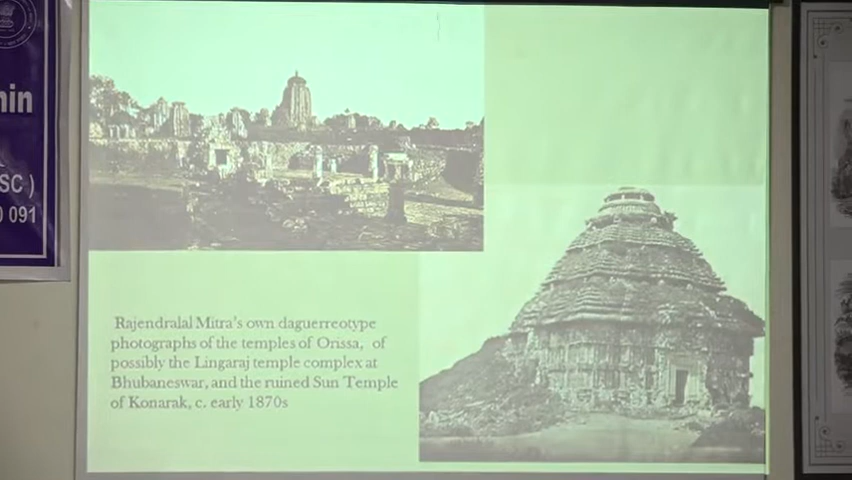 nin
SC )
0 091
Rajendralal Mitra's own daguerreotype
photographs of the temples of Orissa, of
possibly the Lingaraj temple complex at
Bhubaneswar, and the ruined Sun Temple
of Konarak, c. early 1870s